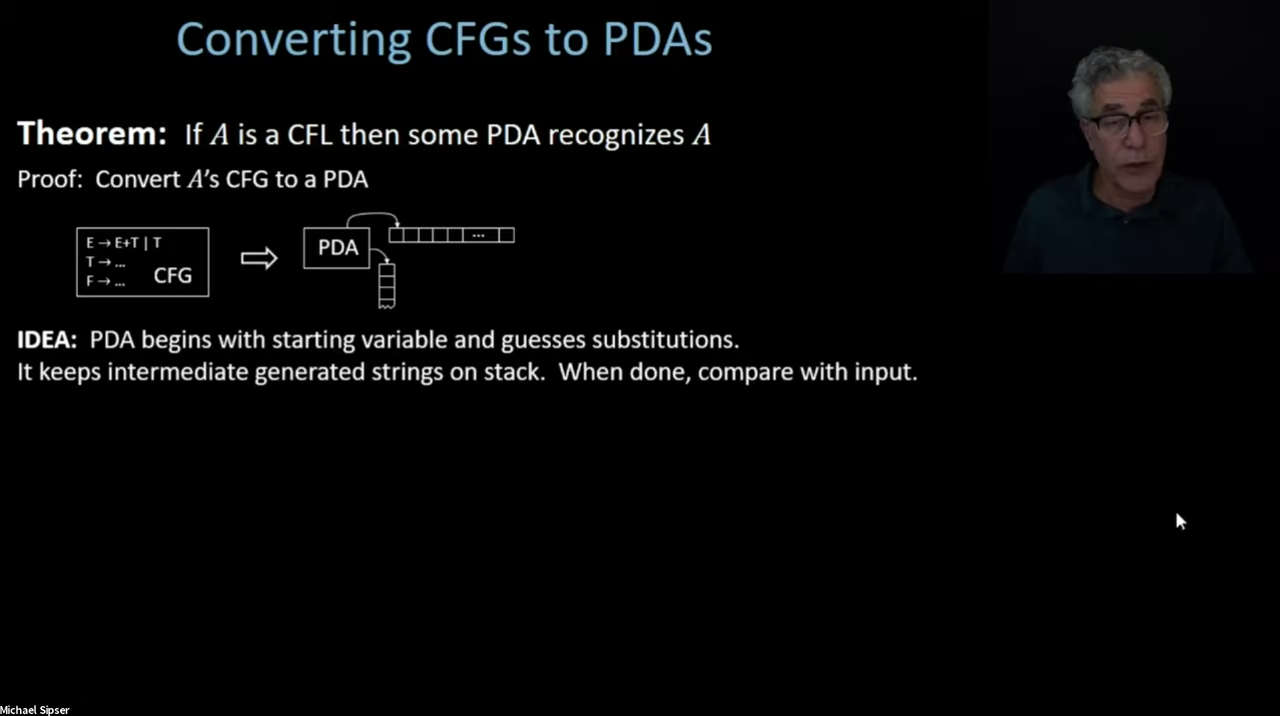 Converting CFGs to PDAs
Theorem: If A is a CFL then some PDA recognizes A
Proof: Convert A's CFG to a PDA
E → E+T | T
T → ...
F → ...
CFG
PDA
...
IDEA: PDA begins with starting variable and guesses substitutions.
It keeps intermediate generated strings on stack. When done, compare with input.
Michael Sipser